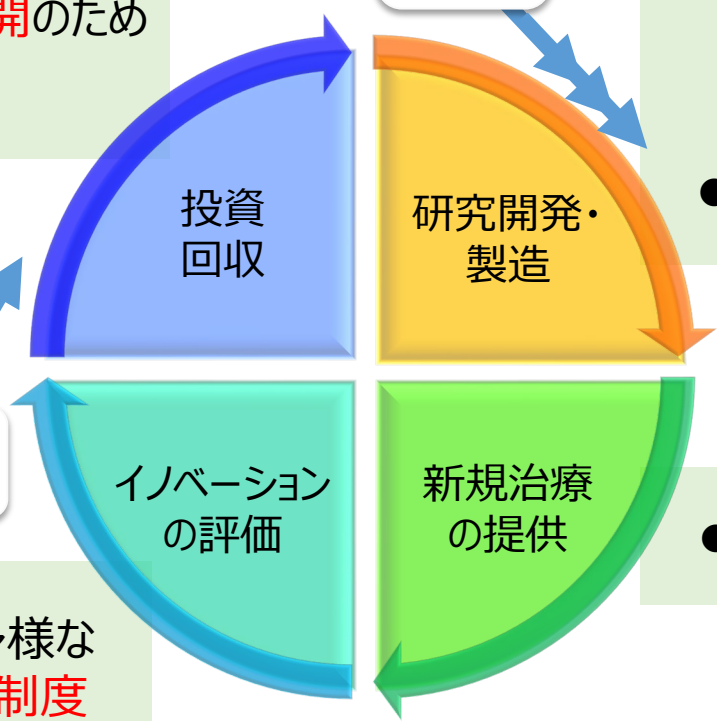 開のため
投資
回収
研究開発・
製造
●
イノベーション
の評価
新規治療
の提供
●
様な
制度